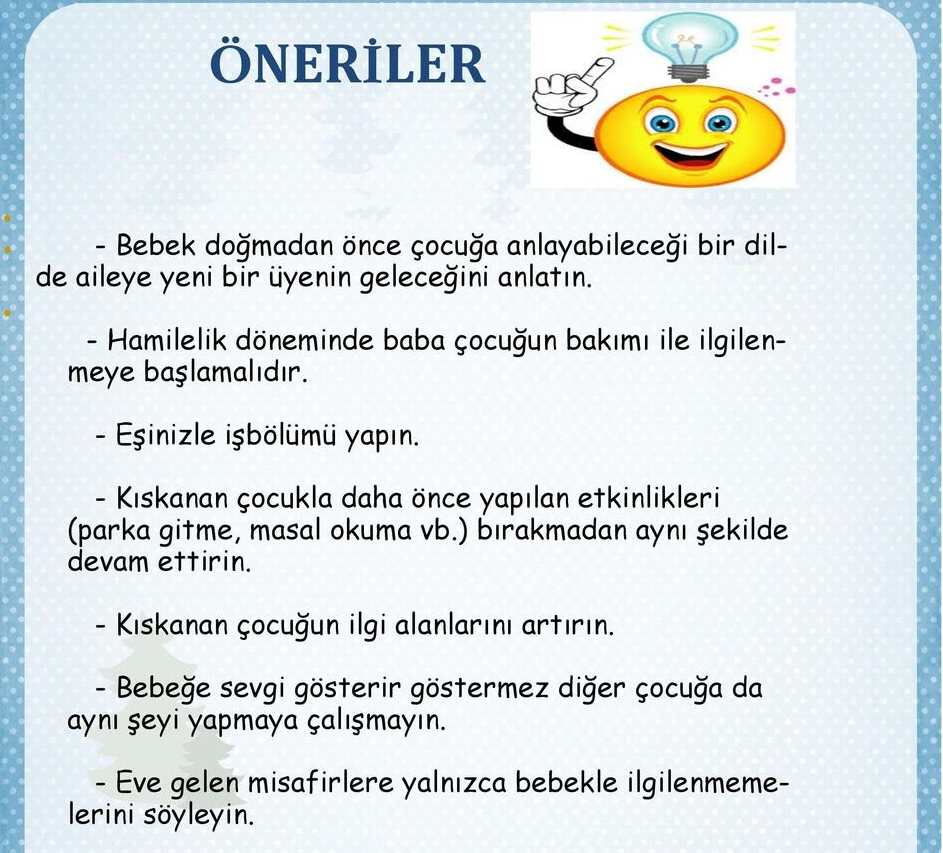 ÖNERİLER
- Bebek doğmadan önce çocuğa anlayabileceği bir dil-
de aileye yeni bir üyenin geleceğini anlatın.
- Hamilelik döneminde baba çocuğun bakımı ile ilgilen-
meye başlamalıdır.
- Eşinizle işbölümü yapın.
- Kıskanan çocukla daha önce yapılan etkinlikleri
(parka gitme, masal okuma vb.) bırakmadan aynı şekilde
devam ettirin.
- Kıskanan çocuğun ilgi alanlarını artırın.
- Bebeğe sevgi gösterir göstermez diğer çocuğa da
aynı şeyi yapmaya çalışmayın.
- Eve gelen misafirlere yalnızca bebekle ilgilenmeme-
lerini söyleyin.